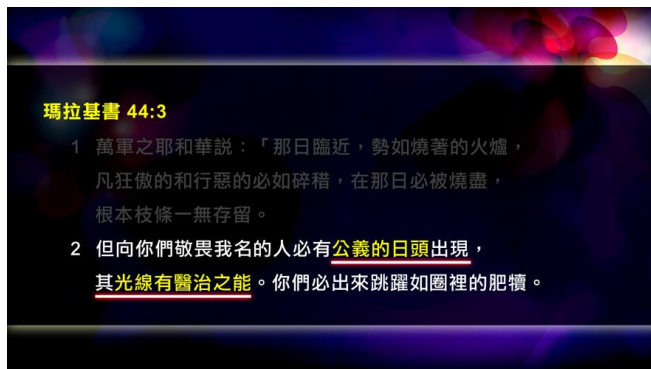 瑪拉基書 44:3
1 萬軍之耶和華説：「那日臨近，勢如燒著的火爐，
凡狂傲的和行惡的必如碎稭，在那日必被燒盡，
根本枝條一無存留。
2 但向你們敬畏我名的人必有公義的日頭出現，
其光線有醫治之能。你們必出來跳躍如圈裡的肥犢。